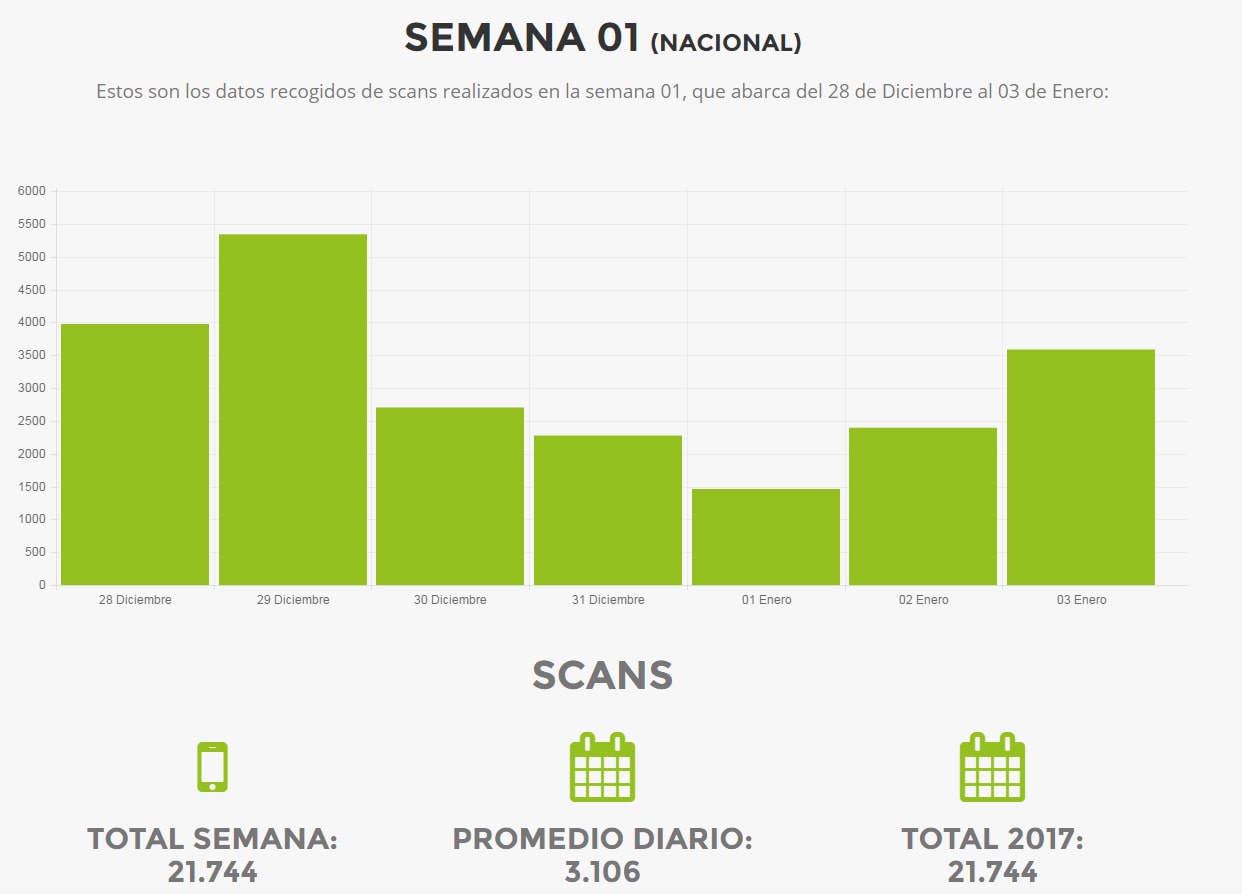 SEMANA 01 (NACIONAL)
Estos son los datos recogidos de scans realizados en la semana 01, que abarca del 28 de Diciembre al 03 de Enero:
6000
5500
5000
4500
4000
3500
3000
2500
2000
1500
1000
500
0
28 Diciembre 29 Diciembre 30 Diciembre 31 Diciembre 01 Enero 02 Enero 03 Enero
SCANS
TOTAL SEMANA: PROMEDIO DIARIO: TOTAL 2017:
21.744 3.106 21.744